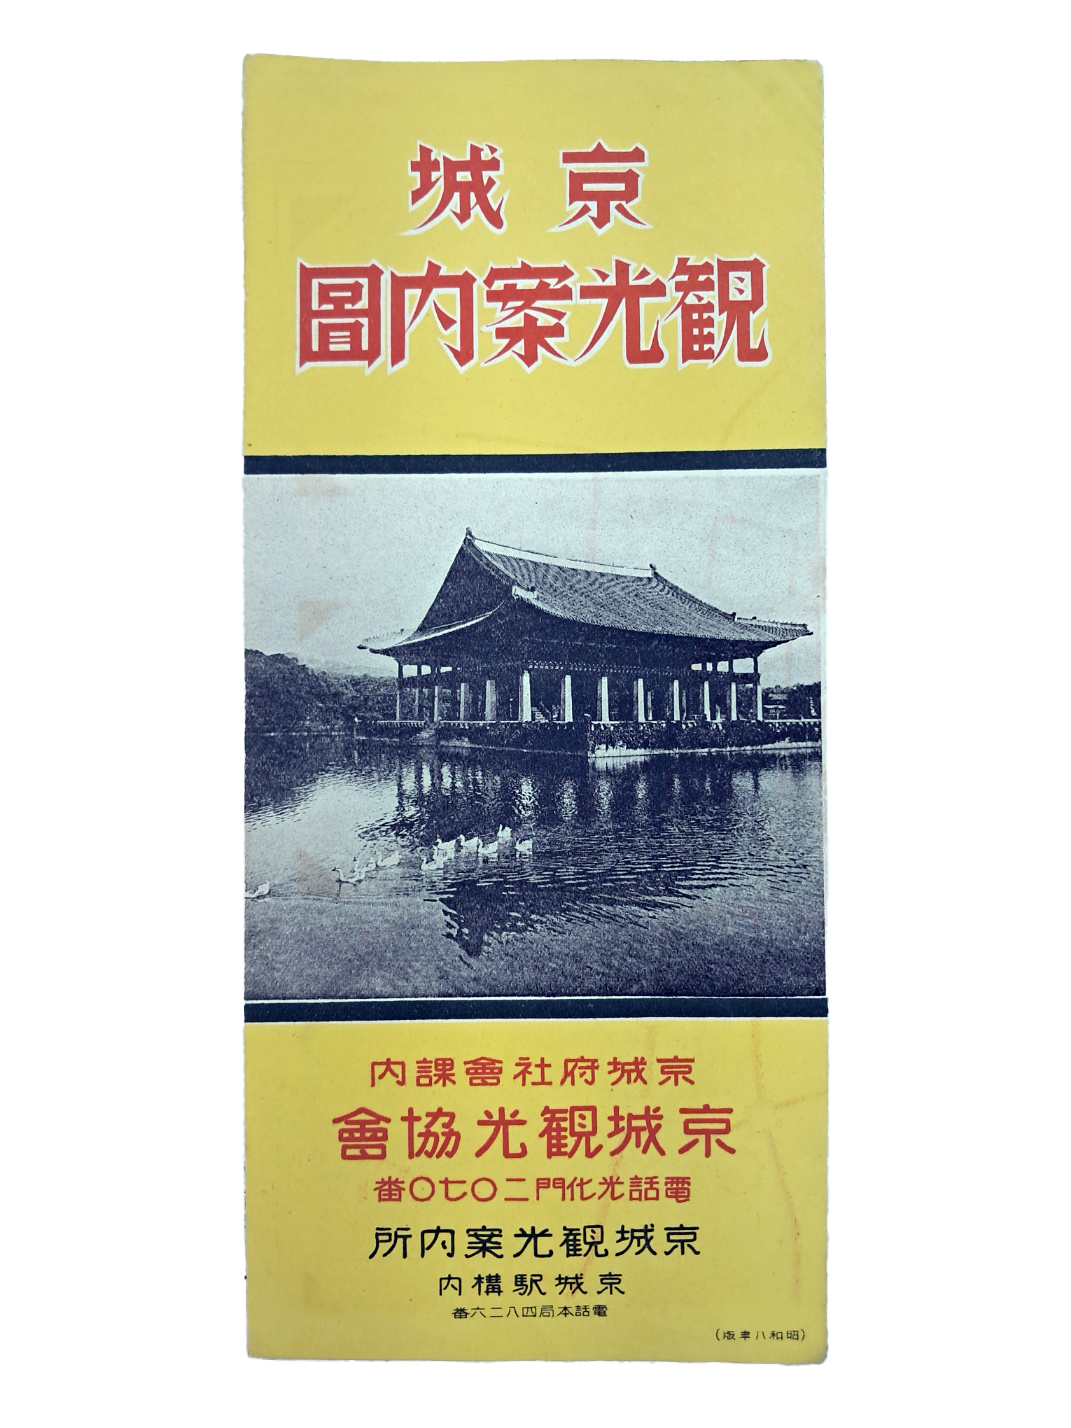 京城
観光案内圖
京城府社會課内
京城観光協會
電話光化門二〇七〇番
京城観光案内所
京城駅構内
電話本局四八二六番
(昭和八年版)